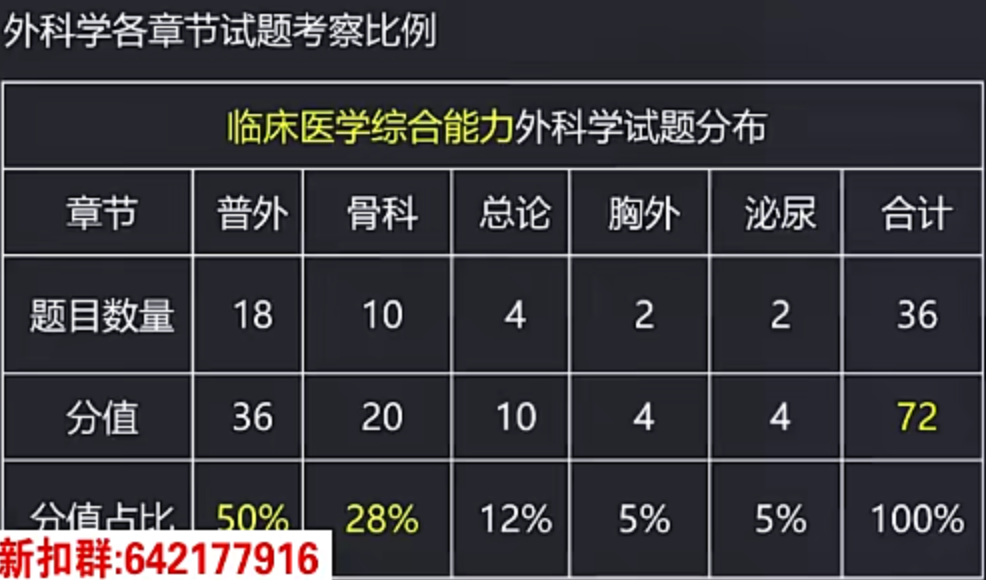 外科学各章节试题考察比例
临床医学综合能力外科学试题分布
章节 普外 骨科 总论 胸外 泌尿 合计
题目数量 18 10 4 2 2 36
分值 36 20 10 4 4 72
分值占比 50% 28% 12% 5% 5% 100%
新扣群:642177916